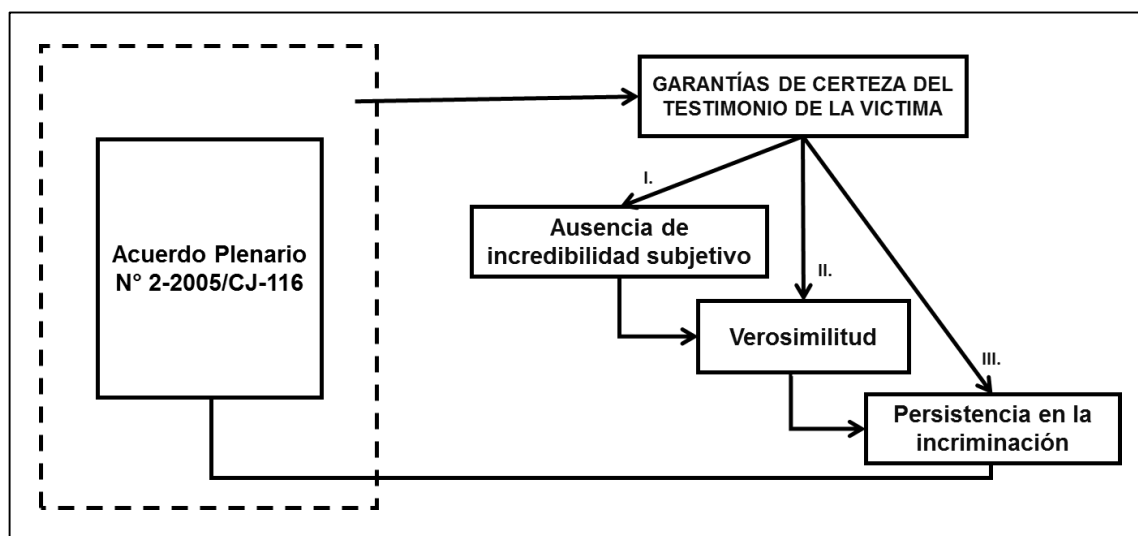 GARANTÍAS DE CERTEZA DEL
TESTIMONIO DE LA VICTIMA
I.
Ausencia de
incredibilidad subjetivo
Acuerdo Plenario
N° 2-2005/CJ-116
II.
Verosimilitud
III.
Persistencia en la
incriminación